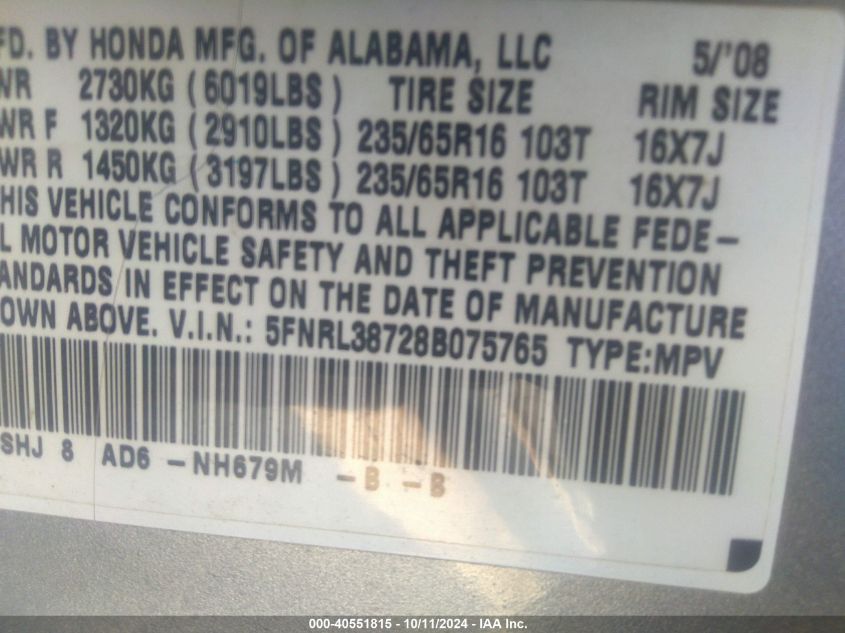 FD. BY HONDA MFG. OF ALABAMA, LLC 5/'08
WR 2730KG (6019LBS) TIRE SIZE RIM SIZE
WR F 1320KG (2910LBS) 235/65R16 103T 16X7J
WR R 1450KG (3197LBS) 235/65R16 103T 16X7J
HIS VEHICLE CONFORMS TO ALL APPLICABLE FEDE-
L MOTOR VEHICLE SAFETY AND THEFT PREVENTION
ANDARDS IN EFFECT ON THE DATE OF MANUFACTURE
OWN ABOVE. V.I.N.: 5FNRL38728B075765 TYPE:MPV
SHJ 8 AD6 -NH679M -B -B
000-40551815 - 10/11/2024 - IAA Inc.